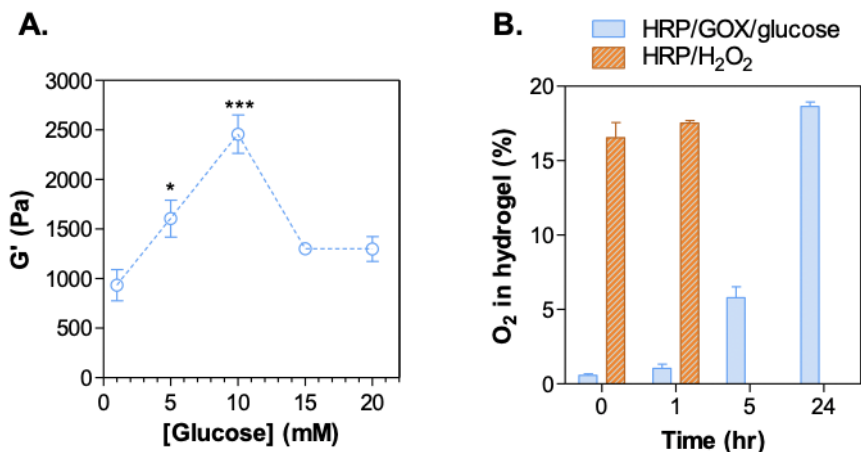 A.
3000
2500
2000
1500
1000
500
0
G' (Pa)
*
***
0 5 10 15 20
[Glucose] (mM)
B.
HRP/GOX/glucose
HRP/H₂O₂
20
15
10
5
0
O₂ in hydrogel (%)
0 1 5 24
Time (hr)